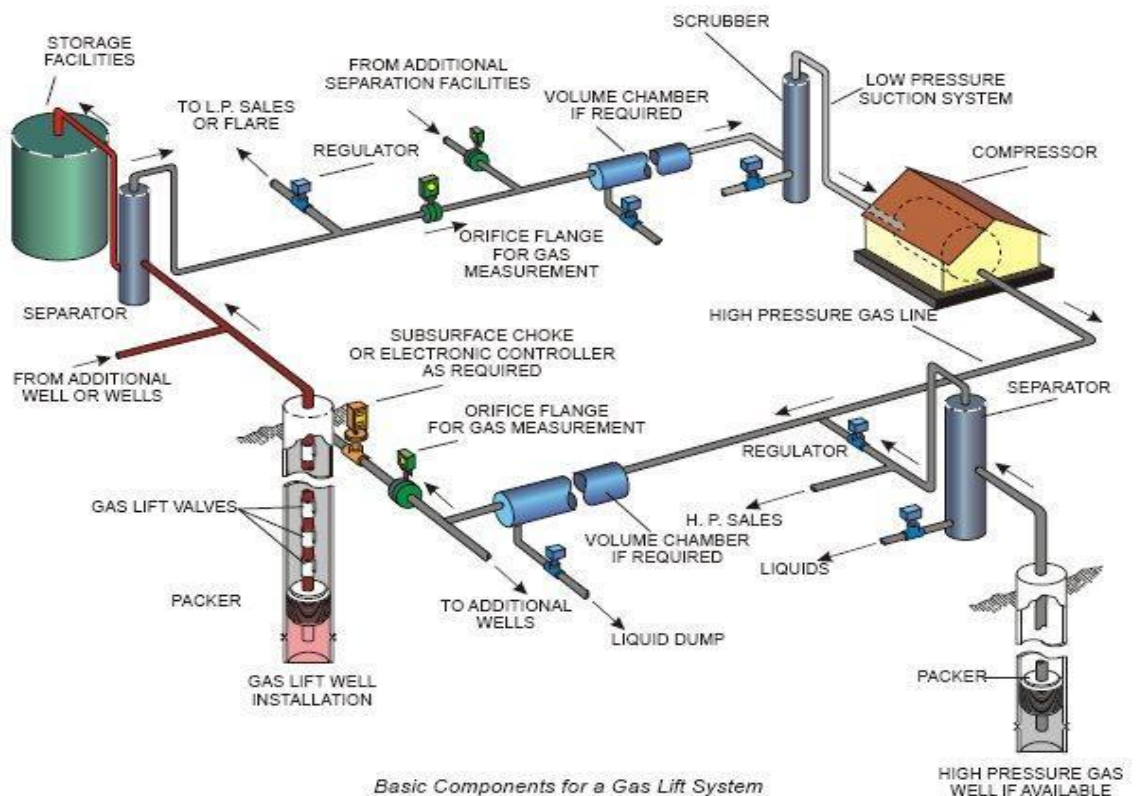 STORAGE
FACILITIES
TO L.P. SALES
OR FLARE
REGULATOR
FROM ADDITIONAL
SEPARATION FACILITIES
VOLUME CHAMBER
IF REQUIRED
SCRUBBER
LOW PRESSURE
SUCTION SYSTEM
COMPRESSOR
ORIFICE FLANGE
FOR GAS
MEASUREMENT
SEPARATOR
FROM ADDITIONAL
WELL OR WELLS
SUBSURFACE CHOKE
OR ELECTRONIC CONTROLLER
AS REQUIRED
ORIFICE FLANGE
FOR GAS MEASUREMENT
HIGH PRESSURE GAS LINE
SEPARATOR
REGULATOR
H. P. SALES
VOLUME CHAMBER
IF REQUIRED
LIQUIDS
GAS LIFT VALVES
PACKER
TO ADDITIONAL
WELLS
LIQUID DUMP
GAS LIFT WELL
INSTALLATION
PACKER
HIGH PRESSURE GAS
WELL IF AVAILABLE
Basic Components for a Gas Lift System